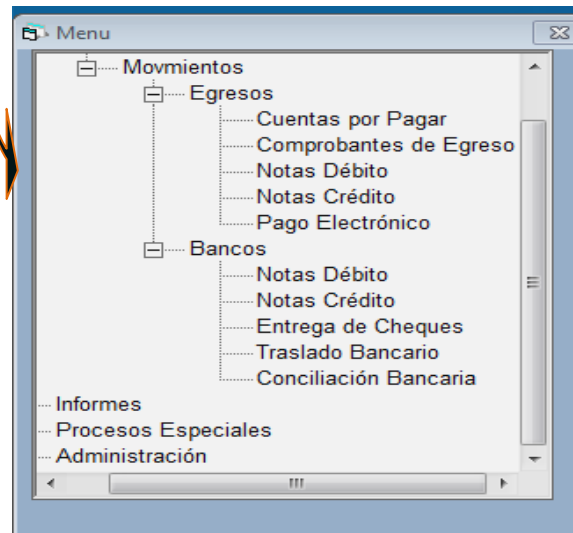 Menu
Movmientos
Egresos
Cuentas por Pagar
Comprobantes de Egreso
Notas Débito
Notas Crédito
Pago Electrónico
Bancos
Notas Débito
Notas Crédito
Entrega de Cheques
Traslado Bancario
Conciliación Bancaria
Informes
Procesos Especiales
Administración